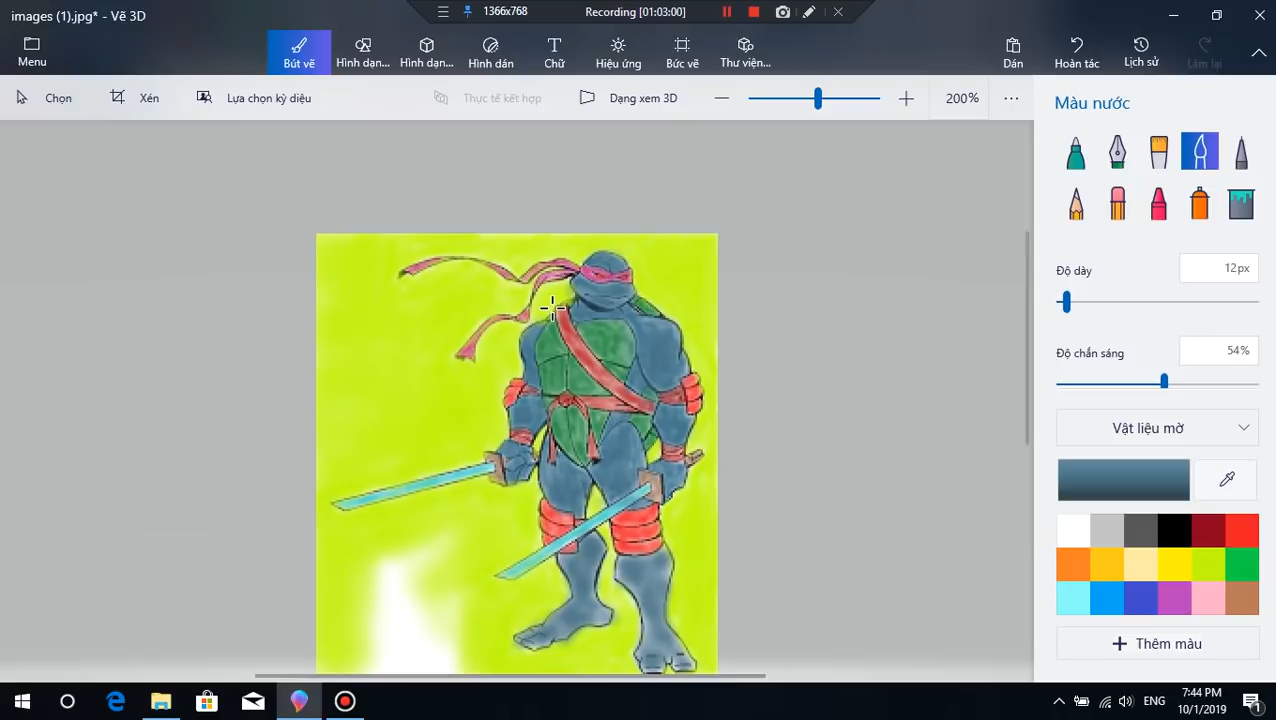 1366x768 Recording [01:03:00]
images (1).jpg* - Vẽ 3D
Menu Bút vẽ Hình dạn... Hình dạn... Hình dán Chữ Hiệu ứng Bức vẽ Thư viện... Dán Hoàn tác Lịch sử Làm lại
Chọn Xén Lựa chọn kỳ diệu Thực tế kết hợp Dạng xem 3D 200%
Màu nước
Độ dày 12px
Độ chắn sáng 54%
Vật liệu mờ
Thêm màu
ENG 7:44 PM
10/1/2019 1